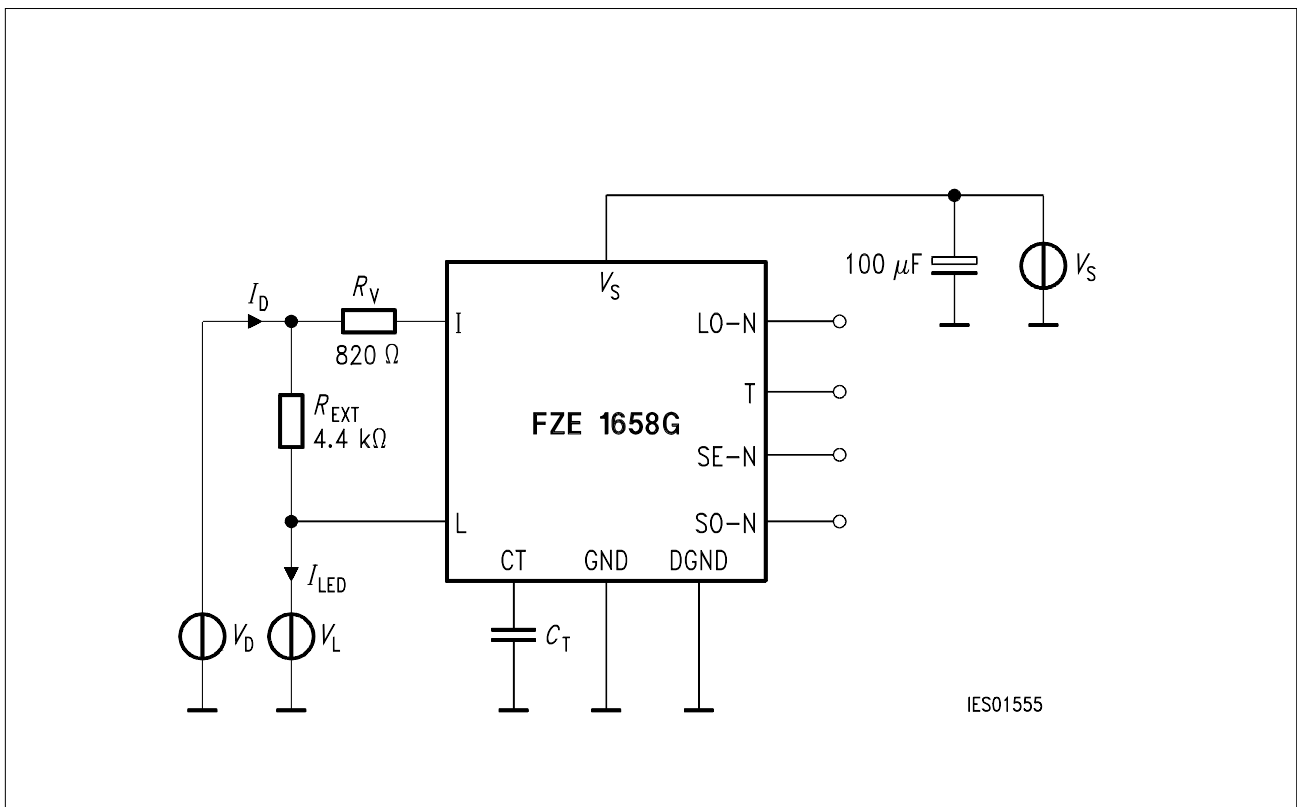 100 μF
V_S
V_S
I_D
R_V
I
820 Ω
LO-N
R_EXT
4.4 kΩ
T
FZE 1658G
SE-N
L
SO-N
CT
GND
DGND
I_LED
V_D
V_L
C_T
IES01555